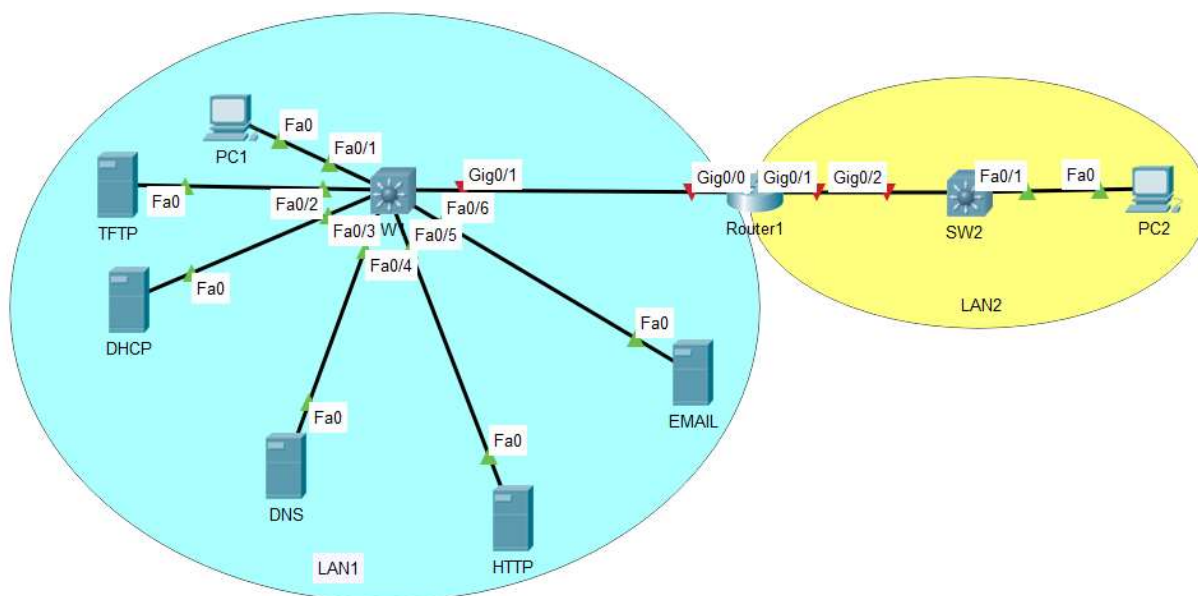 Fa0
Fa0/1
PC1
Gig0/1
Gig0/0
Gig0/1
Gig0/2
Fa0/1
Fa0
Fa0
Fa0/2
Fa0/6
TFTP
Fa0/3
W1
Fa0/5
Router1
SW2
PC2
Fa0/4
Fa0
LAN2
DHCP
Fa0
EMAIL
Fa0
Fa0
DNS
HTTP
LAN1